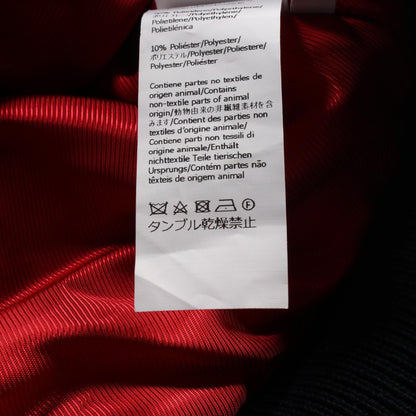 Polietileno/Polyethylen/
Polietilénica
10% Poliéster/Polyester/
ポリエステル/Polyester/Poliestere/
Polyester/Poliéster
Contiene partes no textiles de
origen animal/Contains
non-textile parts of animal
origin/動物由来の非繊維素材を含
みます/Contient des parts non
textiles d'origine animale/
Contiene parti non tessili di
origine animale/Enthält
nichttextile Teile tierischen
Ursprungs/Contém partes não
têxteis de origem animal
タンブル乾燥禁止